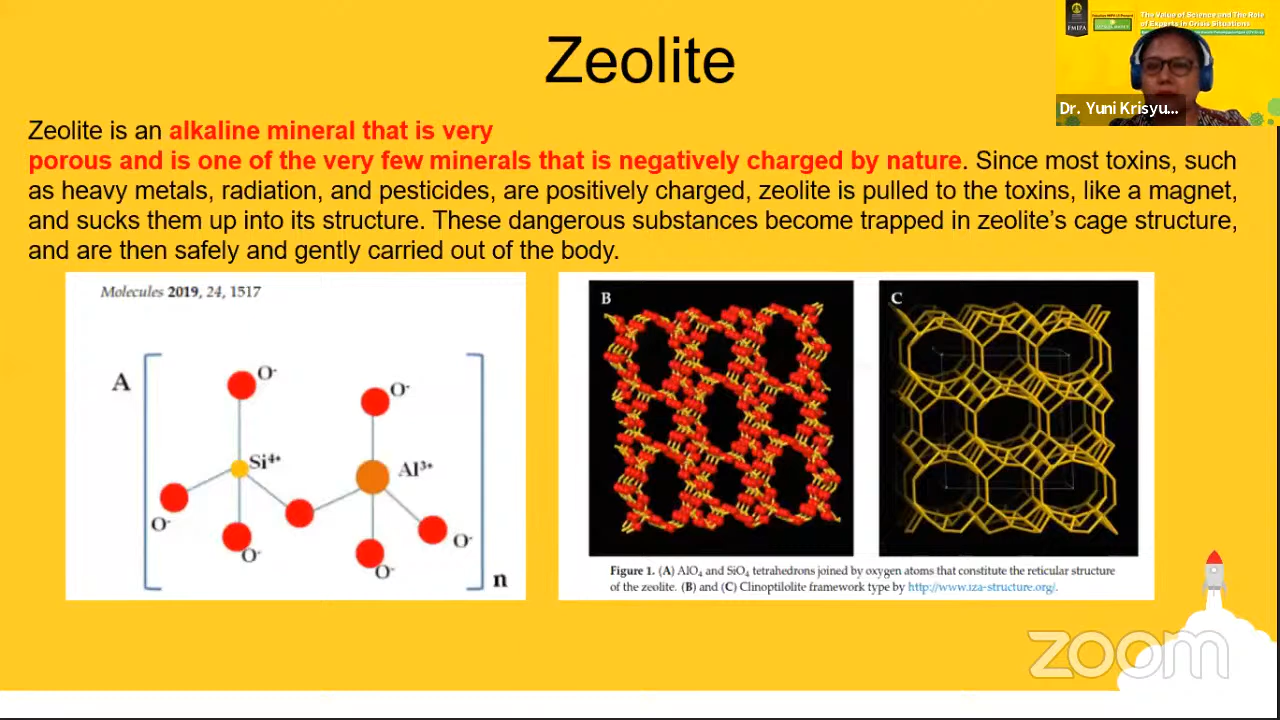 Zeolite
The Value of Science and The Role
of Experts in Crisis Situations
FMIPA
Dr. Yuni Krisyu...
Zeolite is an alkaline mineral that is very
porous and is one of the very few minerals that is negatively charged by nature. Since most toxins, such
as heavy metals, radiation, and pesticides, are positively charged, zeolite is pulled to the toxins, like a magnet,
and sucks them up into its structure. These dangerous substances become trapped in zeolite’s cage structure,
and are then safely and gently carried out of the body.
Molecules 2019, 24, 1517
A
O-
O-
Si4+
Al3+
O-
O-
O-
O-
n
B
C
Figure 1. (A) AlO4 and SiO4 tetrahedrons joined by oxygen atoms that constitute the reticular structure
of the zeolite. (B) and (C) Clinoptilolite framework type by http://www.iza-structure.org/.
zoom